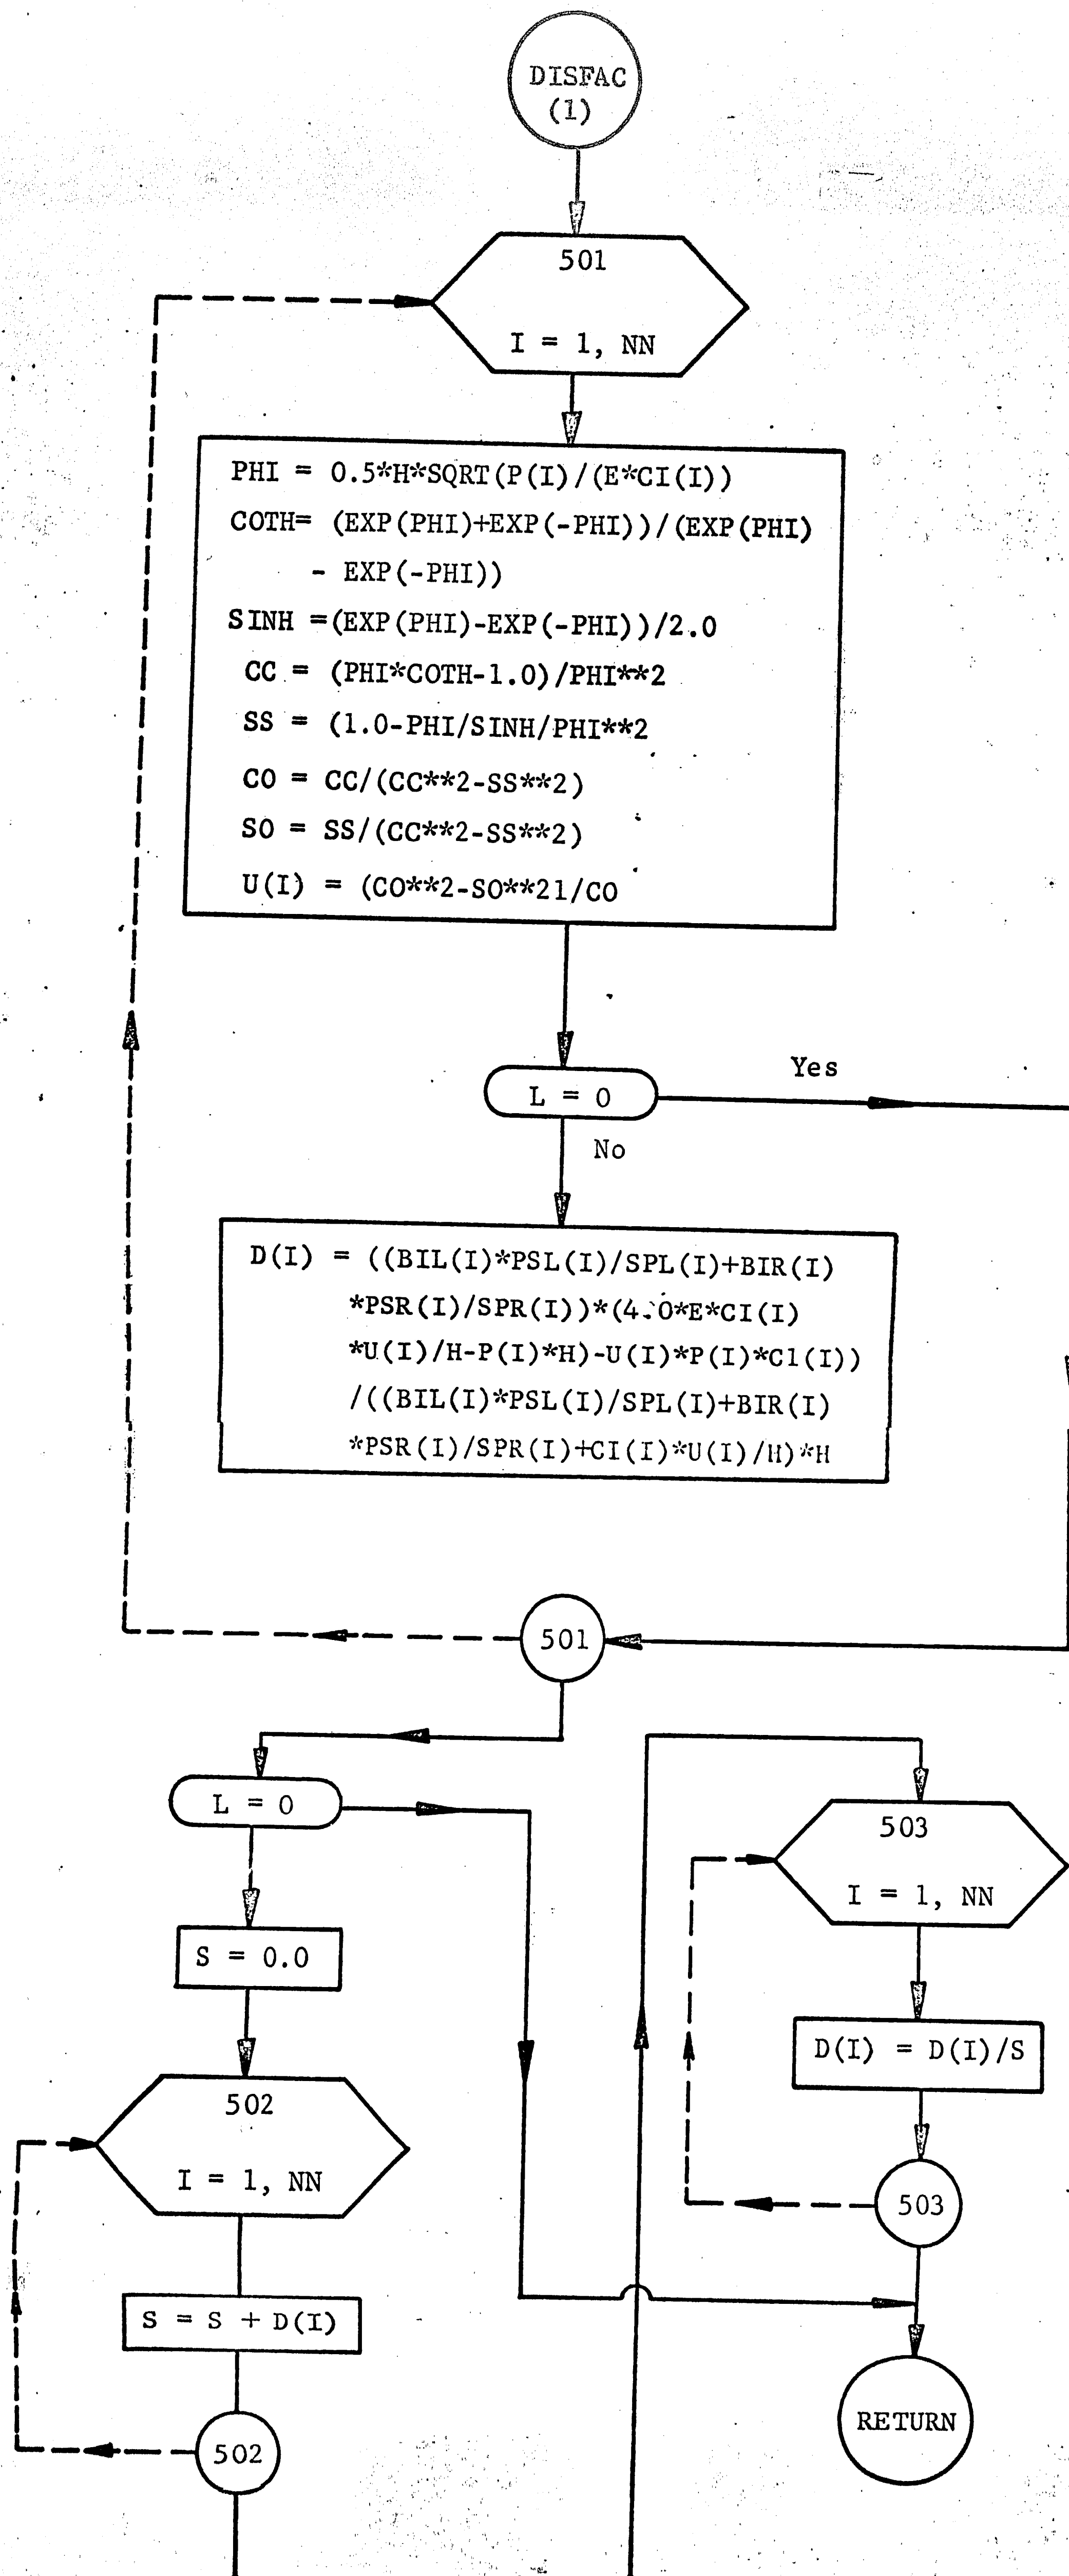 DISFAC
(1)
501
I = 1, NN
PHI = 0.5*H*SQRT(P(I)/(E*CI(I))
COTH= (EXP(PHI)+EXP(-PHI))/(EXP(PHI)
- EXP(-PHI))
SINH =(EXP(PHI)-EXP(-PHI))/2.0
CC = (PHI*COTH-1.0)/PHI**2
SS = (1.0-PHI/SINH/PHI**2
CO = CC/(CC**2-SS**2)
SO = SS/(CC**2-SS**2)
U(I) = (CO**2-SO**21/CO
L = 0
Yes
No
D(I) = ((BIL(I)*PSL(I)/SPL(I)+BIR(I)
*PSR(I)/SPR(I))*(4.0*E*CI(I)
*U(I)/H-P(I)*H)-U(I)*P(I)*C1(I))
/((BIL(I)*PSL(I)/SPL(I)+BIR(I)
*PSR(I)/SPR(I)+CI(I)*U(I)/H)*H
501
L = 0
S = 0.0
502
I = 1, NN
S = S + D(I)
502
503
I = 1, NN
D(I) = D(I)/S
503
RETURN